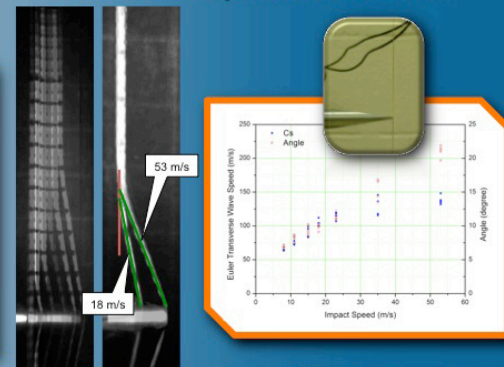 53 m/s
18 m/s
Cs
Angle
Euler Transverse Wave Speed (m/s)
250
200
150
100
50
0
25
20
15
10
5
0
Angle (degree)
0 10 20 30 40 50 60
Impact Speed (m/s)